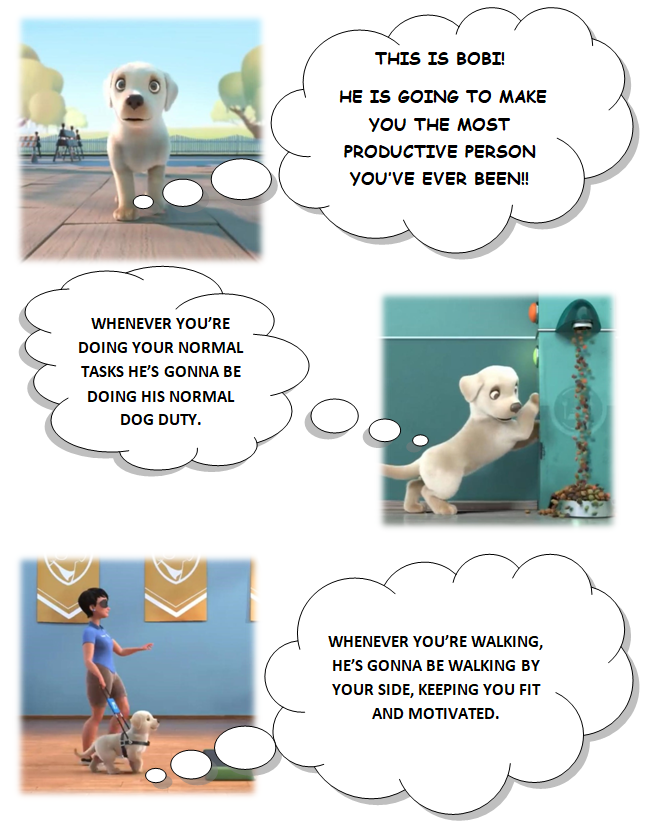 THIS IS BOBI!
HE IS GOING TO MAKE
YOU THE MOST
PRODUCTIVE PERSON
YOU'VE EVER BEEN!!
WHENEVER YOU'RE
DOING YOUR NORMAL
TASKS HE'S GONNA BE
DOING HIS NORMAL
DOG DUTY.
WHENEVER YOU'RE WALKING,
HE'S GONNA BE WALKING BY
YOUR SIDE, KEEPING YOU FIT
AND MOTIVATED.